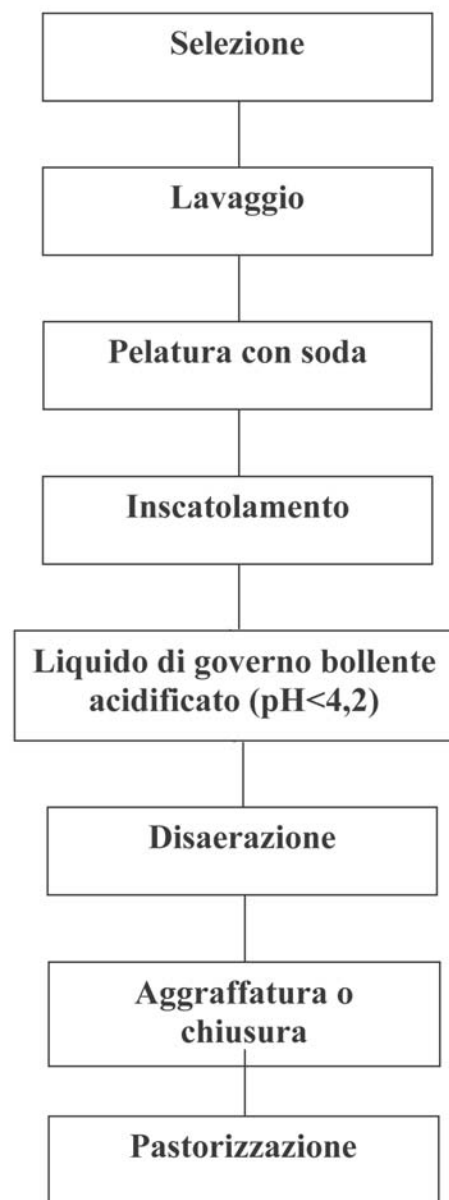 Selezione
Lavaggio
Pelatura con soda
Inscatolamento
Liquido di governo bollente
acidificato (pH<4,2)
Disaerazione
Aggraffatura o
chiusura
Pastorizzazione